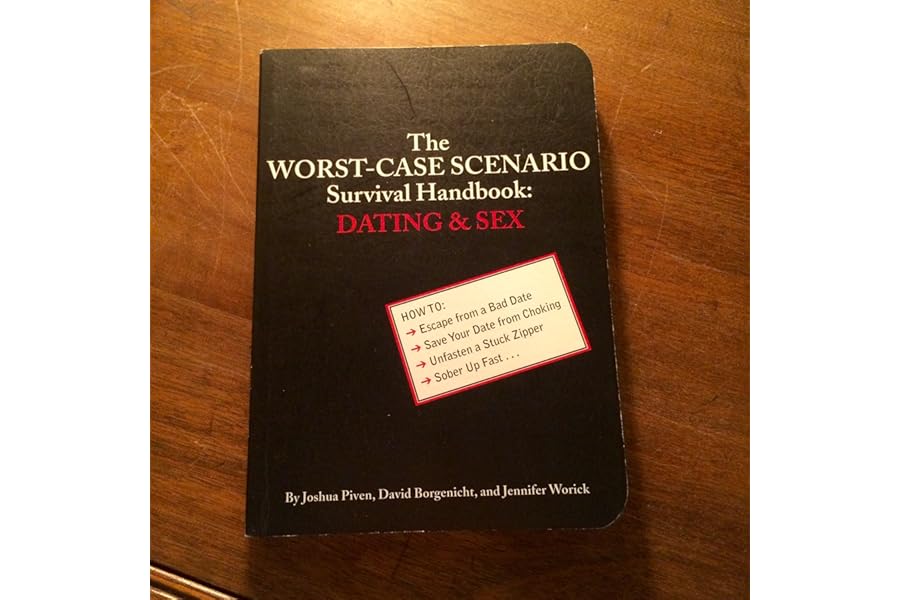 The
WORST-CASE SCENARIO
Survival Handbook:
DATING & SEX
HOW TO:
→ Escape from a Bad Date
→ Save Your Date from Choking
→ Unfasten a Stuck Zipper
→ Sober Up Fast . . .
By Joshua Piven, David Borgenicht, and Jennifer Worick